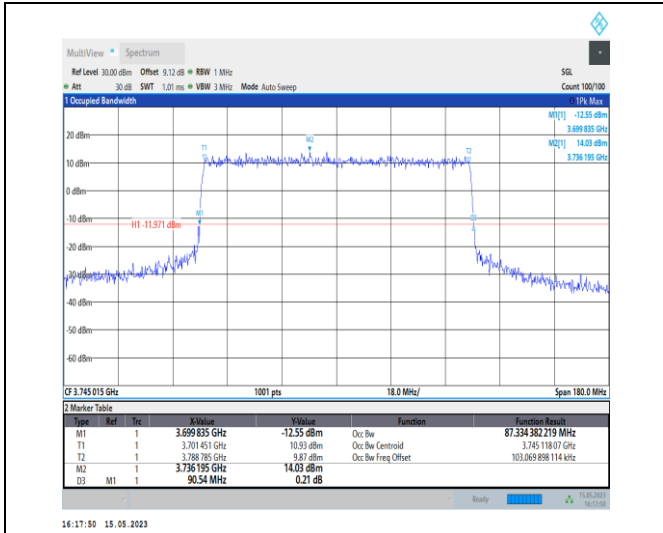 MultiView Spectrum
Ref Level 30.00 dBm Offset 9.12 dB RBW 1 MHz SGL
Att 30 dB SWT 1.01 ms VBW 3 MHz Mode Auto Sweep Count 100/100
1 Occupied Bandwidth 1Pk Max
M1[1] -12.55 dBm
3.699 835 GHz
M2[1] 14.03 dBm
3.736 195 GHz
20 dBm
T1
M2
T2
10 dBm
0 dBm
-10 dBm
M1
H1 -11.971 dBm
D3
-20 dBm
-30 dBm
-40 dBm
-50 dBm
-60 dBm
CF 3.745 015 GHz 1001 pts 18.0 MHz/ Span 180.0 MHz
2 Marker Table
Type Ref Trc X-Value Y-Value Function Function Result
M1 1 3.699 835 GHz -12.55 dBm Occ Bw 87.334 382 219 MHz
T1 1 3.701 451 GHz 10.93 dBm Occ Bw Centroid 3.745 118 07 GHz
T2 1 3.788 785 GHz 9.87 dBm Occ Bw Freq Offset 103.069 898 114 kHz
M2 1 3.736 195 GHz 14.03 dBm
D3 M1 1 90.54 MHz 0.21 dB
Ready 15.05.2023
16:17:50
16:17:50 15.05.2023